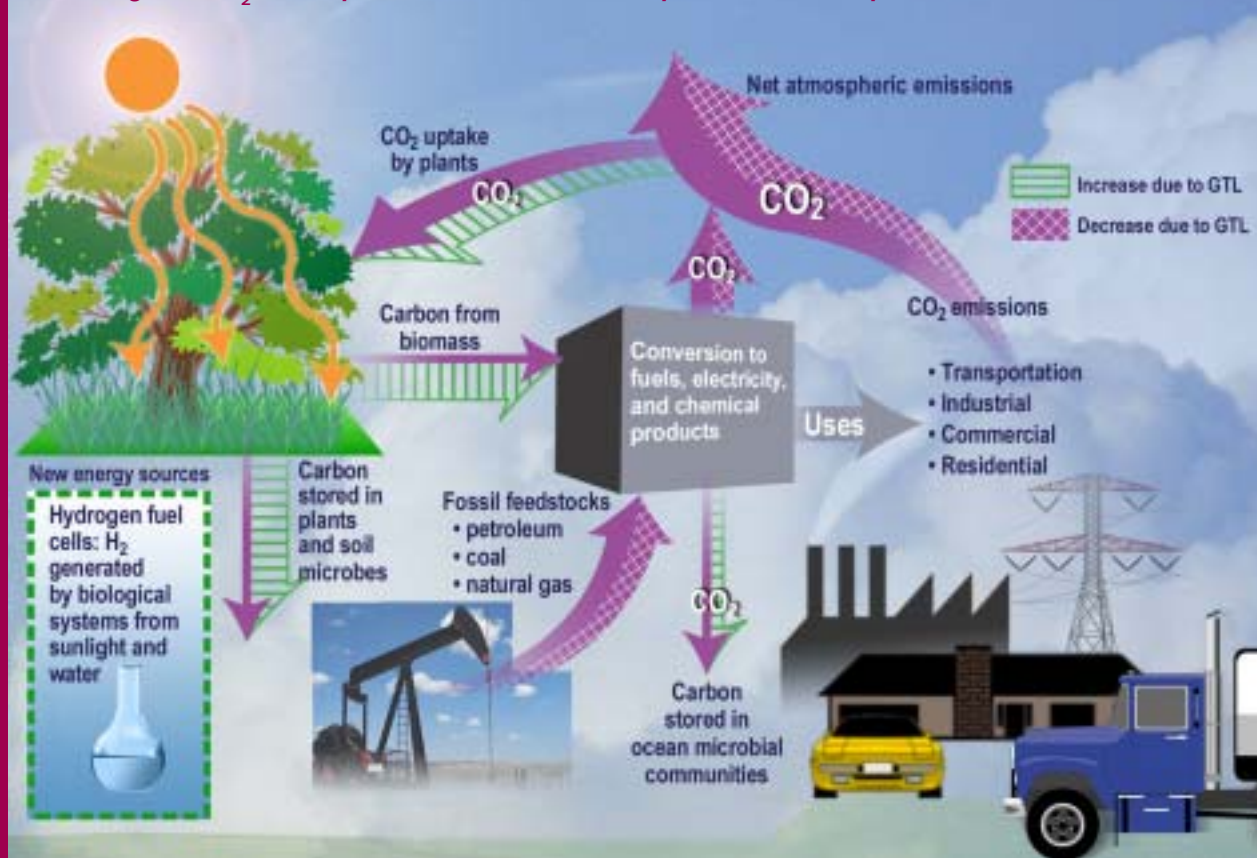 Net atmospheric emissions
CO₂ uptake
by plants
CO₂
CO₂
Increase due to GTL
Decrease due to GTL
CO₂
CO₂ emissions
Carbon from
biomass
Conversion to
fuels, electricity,
and chemical
products
Uses
• Transportation
• Industrial
• Commercial
• Residential
New energy sources
Hydrogen fuel
cells: H₂
generated
by biological
systems from
sunlight and
water
Carbon
stored in
plants
and soil
microbes
Fossil feedstocks
• petroleum
• coal
• natural gas
CO₂
Carbon
stored in
ocean microbial
communities